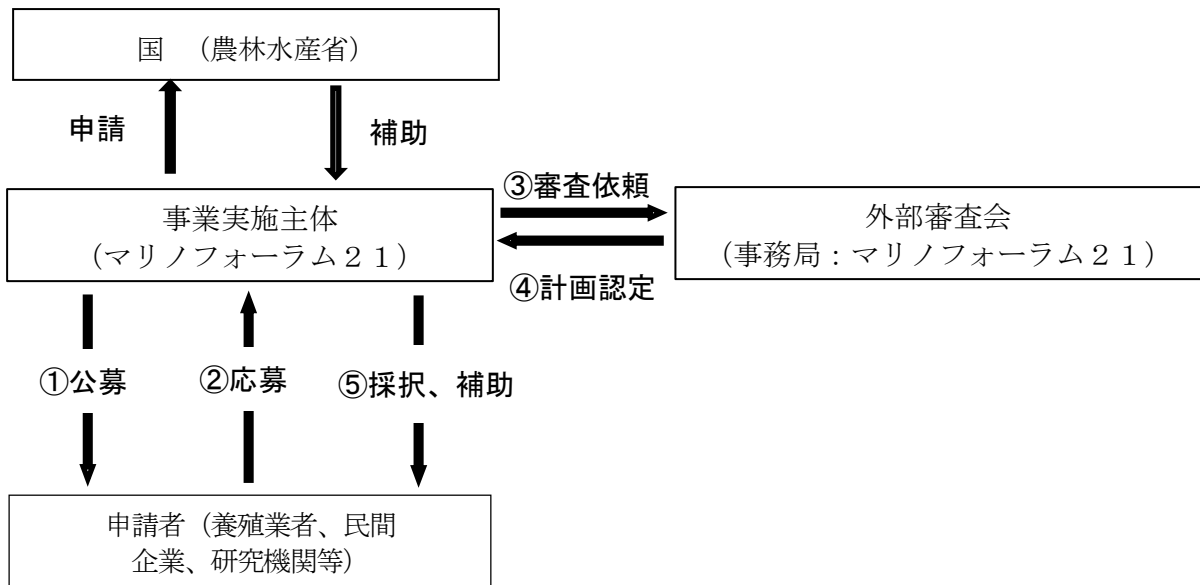 国　（農林水産省）
申請
補助
③審査依頼
事業実施主体
（マリノフォーラム２１）
外部審査会
（事務局：マリノフォーラム２１）
④計画認定
①公募
②応募
⑤採択、補助
申請者（養殖業者、民間
企業、研究機関等）